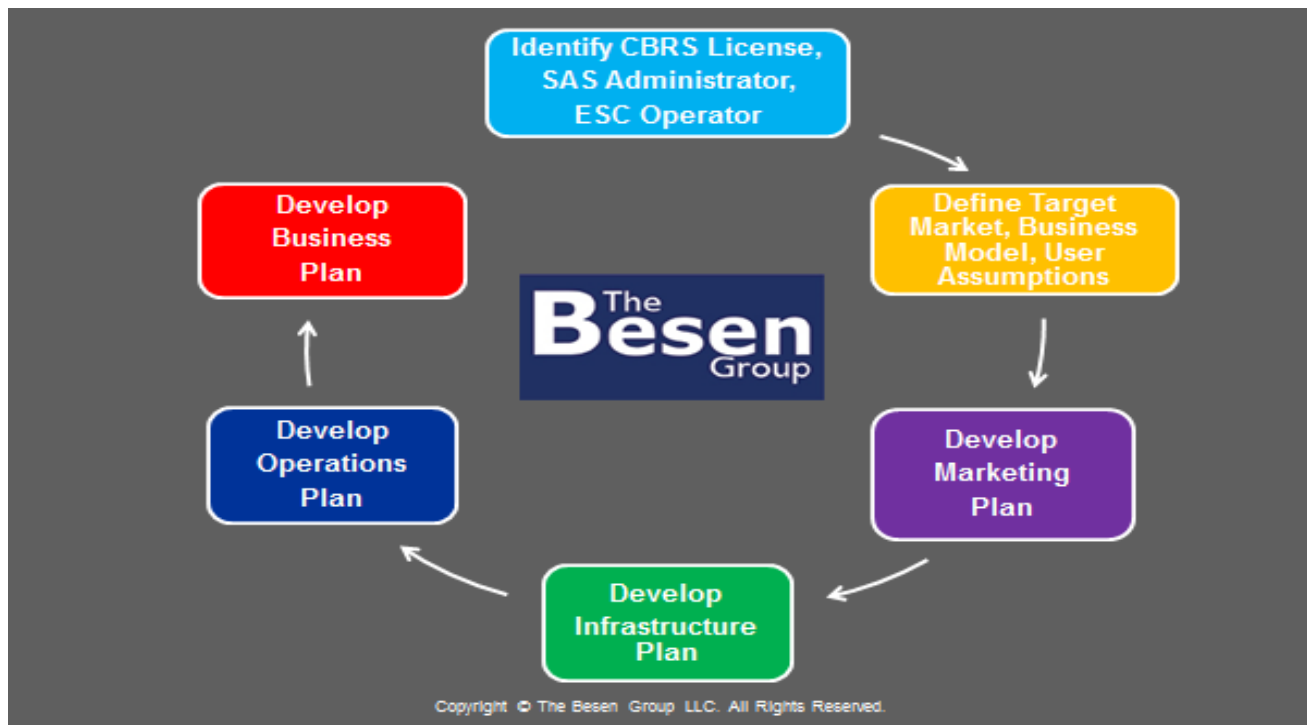 Identify CBRS License,
SAS Administrator,
ESC Operator
Define Target
Market, Business
Model, User
Assumptions
Develop
Marketing
Plan
Develop
Infrastructure
Plan
Develop
Operations
Plan
Develop
Business
Plan
The
Besen
Group
Copyright © The Besen Group LLC. All Rights Reserved.